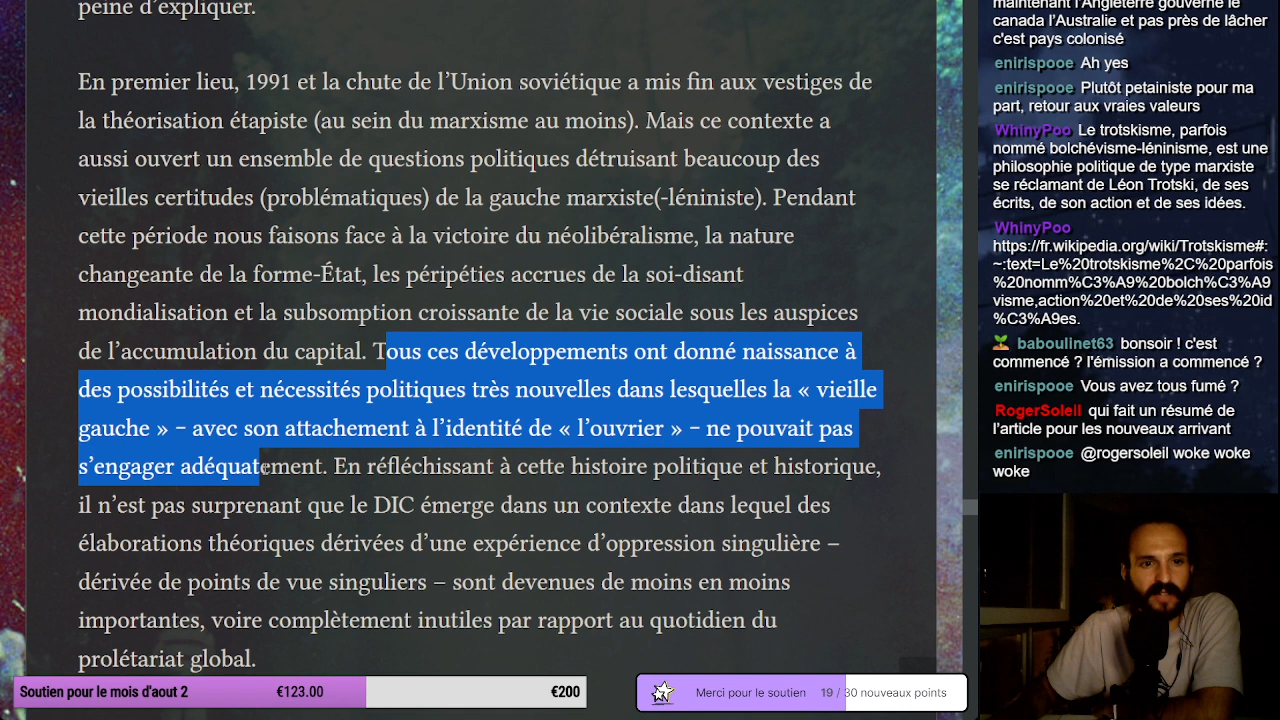 peine d’expliquer.
En premier lieu, 1991 et la chute de l’Union soviétique a mis fin aux vestiges de
la théorisation étapiste (au sein du marxisme au moins). Mais ce contexte a
aussi ouvert un ensemble de questions politiques détruisant beaucoup des
vieilles certitudes (problématiques) de la gauche marxiste(-léniniste). Pendant
cette période nous faisons face à la victoire du néolibéralisme, la nature
changeante de la forme-État, les péripéties accrues de la soi-disant
mondialisation et la subsomption croissante de la vie sociale sous les auspices
de l’accumulation du capital. Tous ces développements ont donné naissance à
des possibilités et nécessités politiques très nouvelles dans lesquelles la « vieille
gauche » – avec son attachement à l’identité de « l’ouvrier » – ne pouvait pas
s’engager adéquatement. En réfléchissant à cette histoire politique et historique,
il n’est pas surprenant que le DIC émerge dans un contexte dans lequel des
élaborations théoriques dérivées d’une expérience d’oppression singulière –
dérivée de points de vue singuliers – sont devenues de moins en moins
importantes, voire complètement inutiles par rapport au quotidien du
prolétariat global.
Soutien pour le mois d'aout 2 €123.00 €200
Merci pour le soutien 19 / 30 nouveaux points
maintenant l'Angleterre gouverne le
canada l'Australie et pas près de lâcher
c'est pays colonisé
enirispooe Ah yes
enirispooe Plutôt petainiste pour ma
part, retour aux vraies valeurs
WhinyPoo Le trotskisme, parfois
nommé bolchévisme-léninisme, est une
philosophie politique de type marxiste
se réclamant de Léon Trotski, de ses
écrits, de son action et de ses idées.
WhinyPoo
https://fr.wikipedia.org/wiki/Trotskisme#:
~:text=Le%20trotskisme%2C%20parfois
%20nomm%C3%A9%20bolch%C3%A9
visme,action%20et%20de%20ses%20id
%C3%A9es.
baboulinet63 bonsoir ! c'est
commencé ? l'émission a commencé ?
enirispooe Vous avez tous fumé ?
RogerSoleil qui fait un résumé de
l'article pour les nouveaux arrivant
enirispooe @rogersoleil woke woke
woke